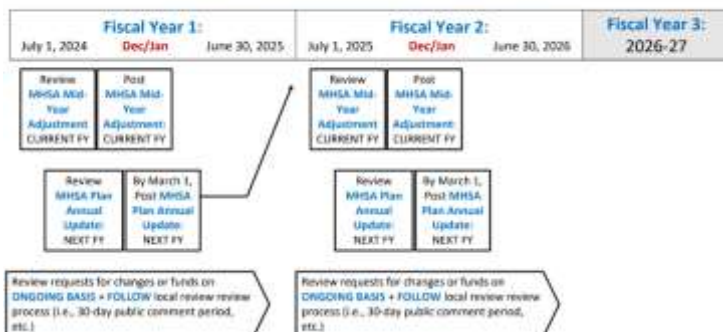 Fiscal Year 1:
July 1, 2024 Dec/Jan June 30, 2025
Fiscal Year 2:
July 1, 2025 Dec/Jan June 30, 2026
Fiscal Year 3:
2026-27
Review
MHSA Mid-
Year
Adjustment:
CURRENT FY
Post
MHSA Mid-
Year
Adjustment:
CURRENT FY
Review
MHSA Mid-
Year
Adjustment:
CURRENT FY
Post
MHSA Mid-
Year
Adjustment:
CURRENT FY
Review
MHSA Plan
Annual
Update:
NEXT FY
By March 1,
Post MHSA
Plan Annual
Update:
NEXT FY
Review
MHSA Plan
Annual
Update:
NEXT FY
By March 1,
Post MHSA
Plan Annual
Update:
NEXT FY
Review requests for changes or funds on
ONGOING BASIS + FOLLOW local review review
process (i.e., 30-day public comment period,
etc.)
Review requests for changes or funds on
ONGOING BASIS + FOLLOW local review review
process (i.e., 30-day public comment period,
etc.)